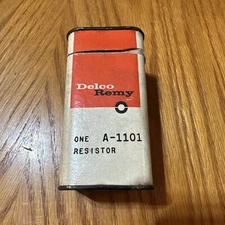 Delco
Remy
ONE A-1101
RESISTOR